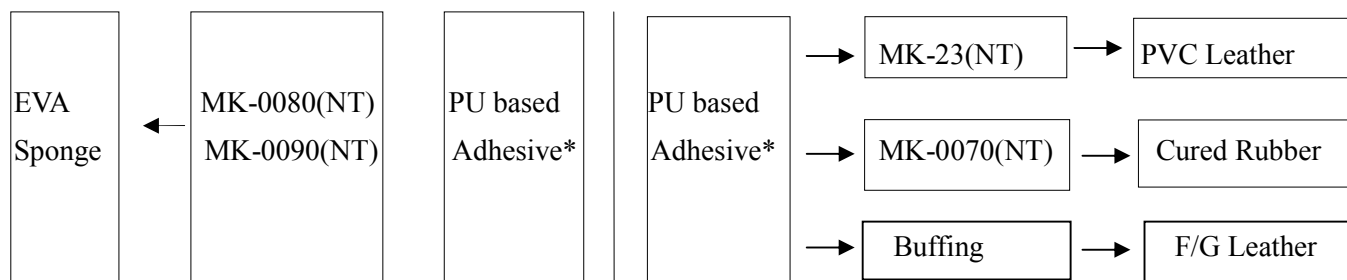 EVA
Sponge
MK-0080(NT)
MK-0090(NT)
PU based
Adhesive*
PU based
Adhesive*
MK-23(NT)
PVC Leather
MK-0070(NT)
Cured Rubber
Buffing
F/G Leather